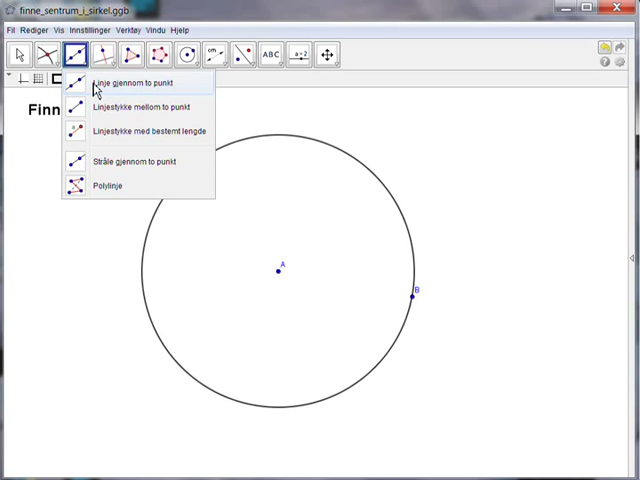 finne_sentrum_i_sirkel.ggb
Fil Rediger Vis Innstillinger Verktøy Vindu Hjelp
cm
ABC
a=2
Linje gjennom to punkt
Linjestykke mellom to punkt
Linjestykke med bestemt lengde
Stråle gjennom to punkt
Polylinje
Finn
A
B